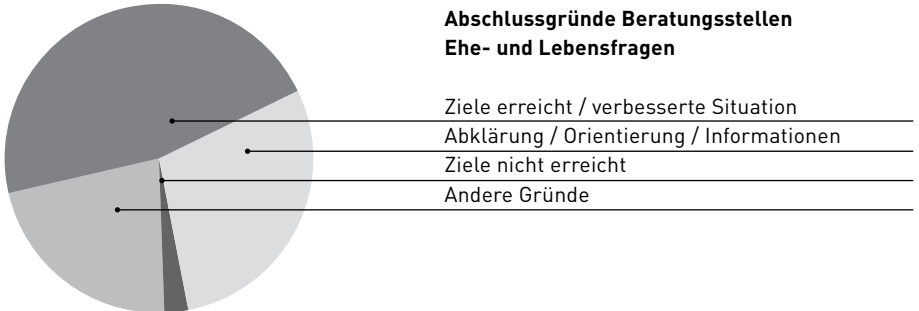 Abschlussgründe Beratungsstellen
Ehe- und Lebensfragen
Ziele erreicht / verbesserte Situation
Abklärung / Orientierung / Informationen
Ziele nicht erreicht
Andere Gründe